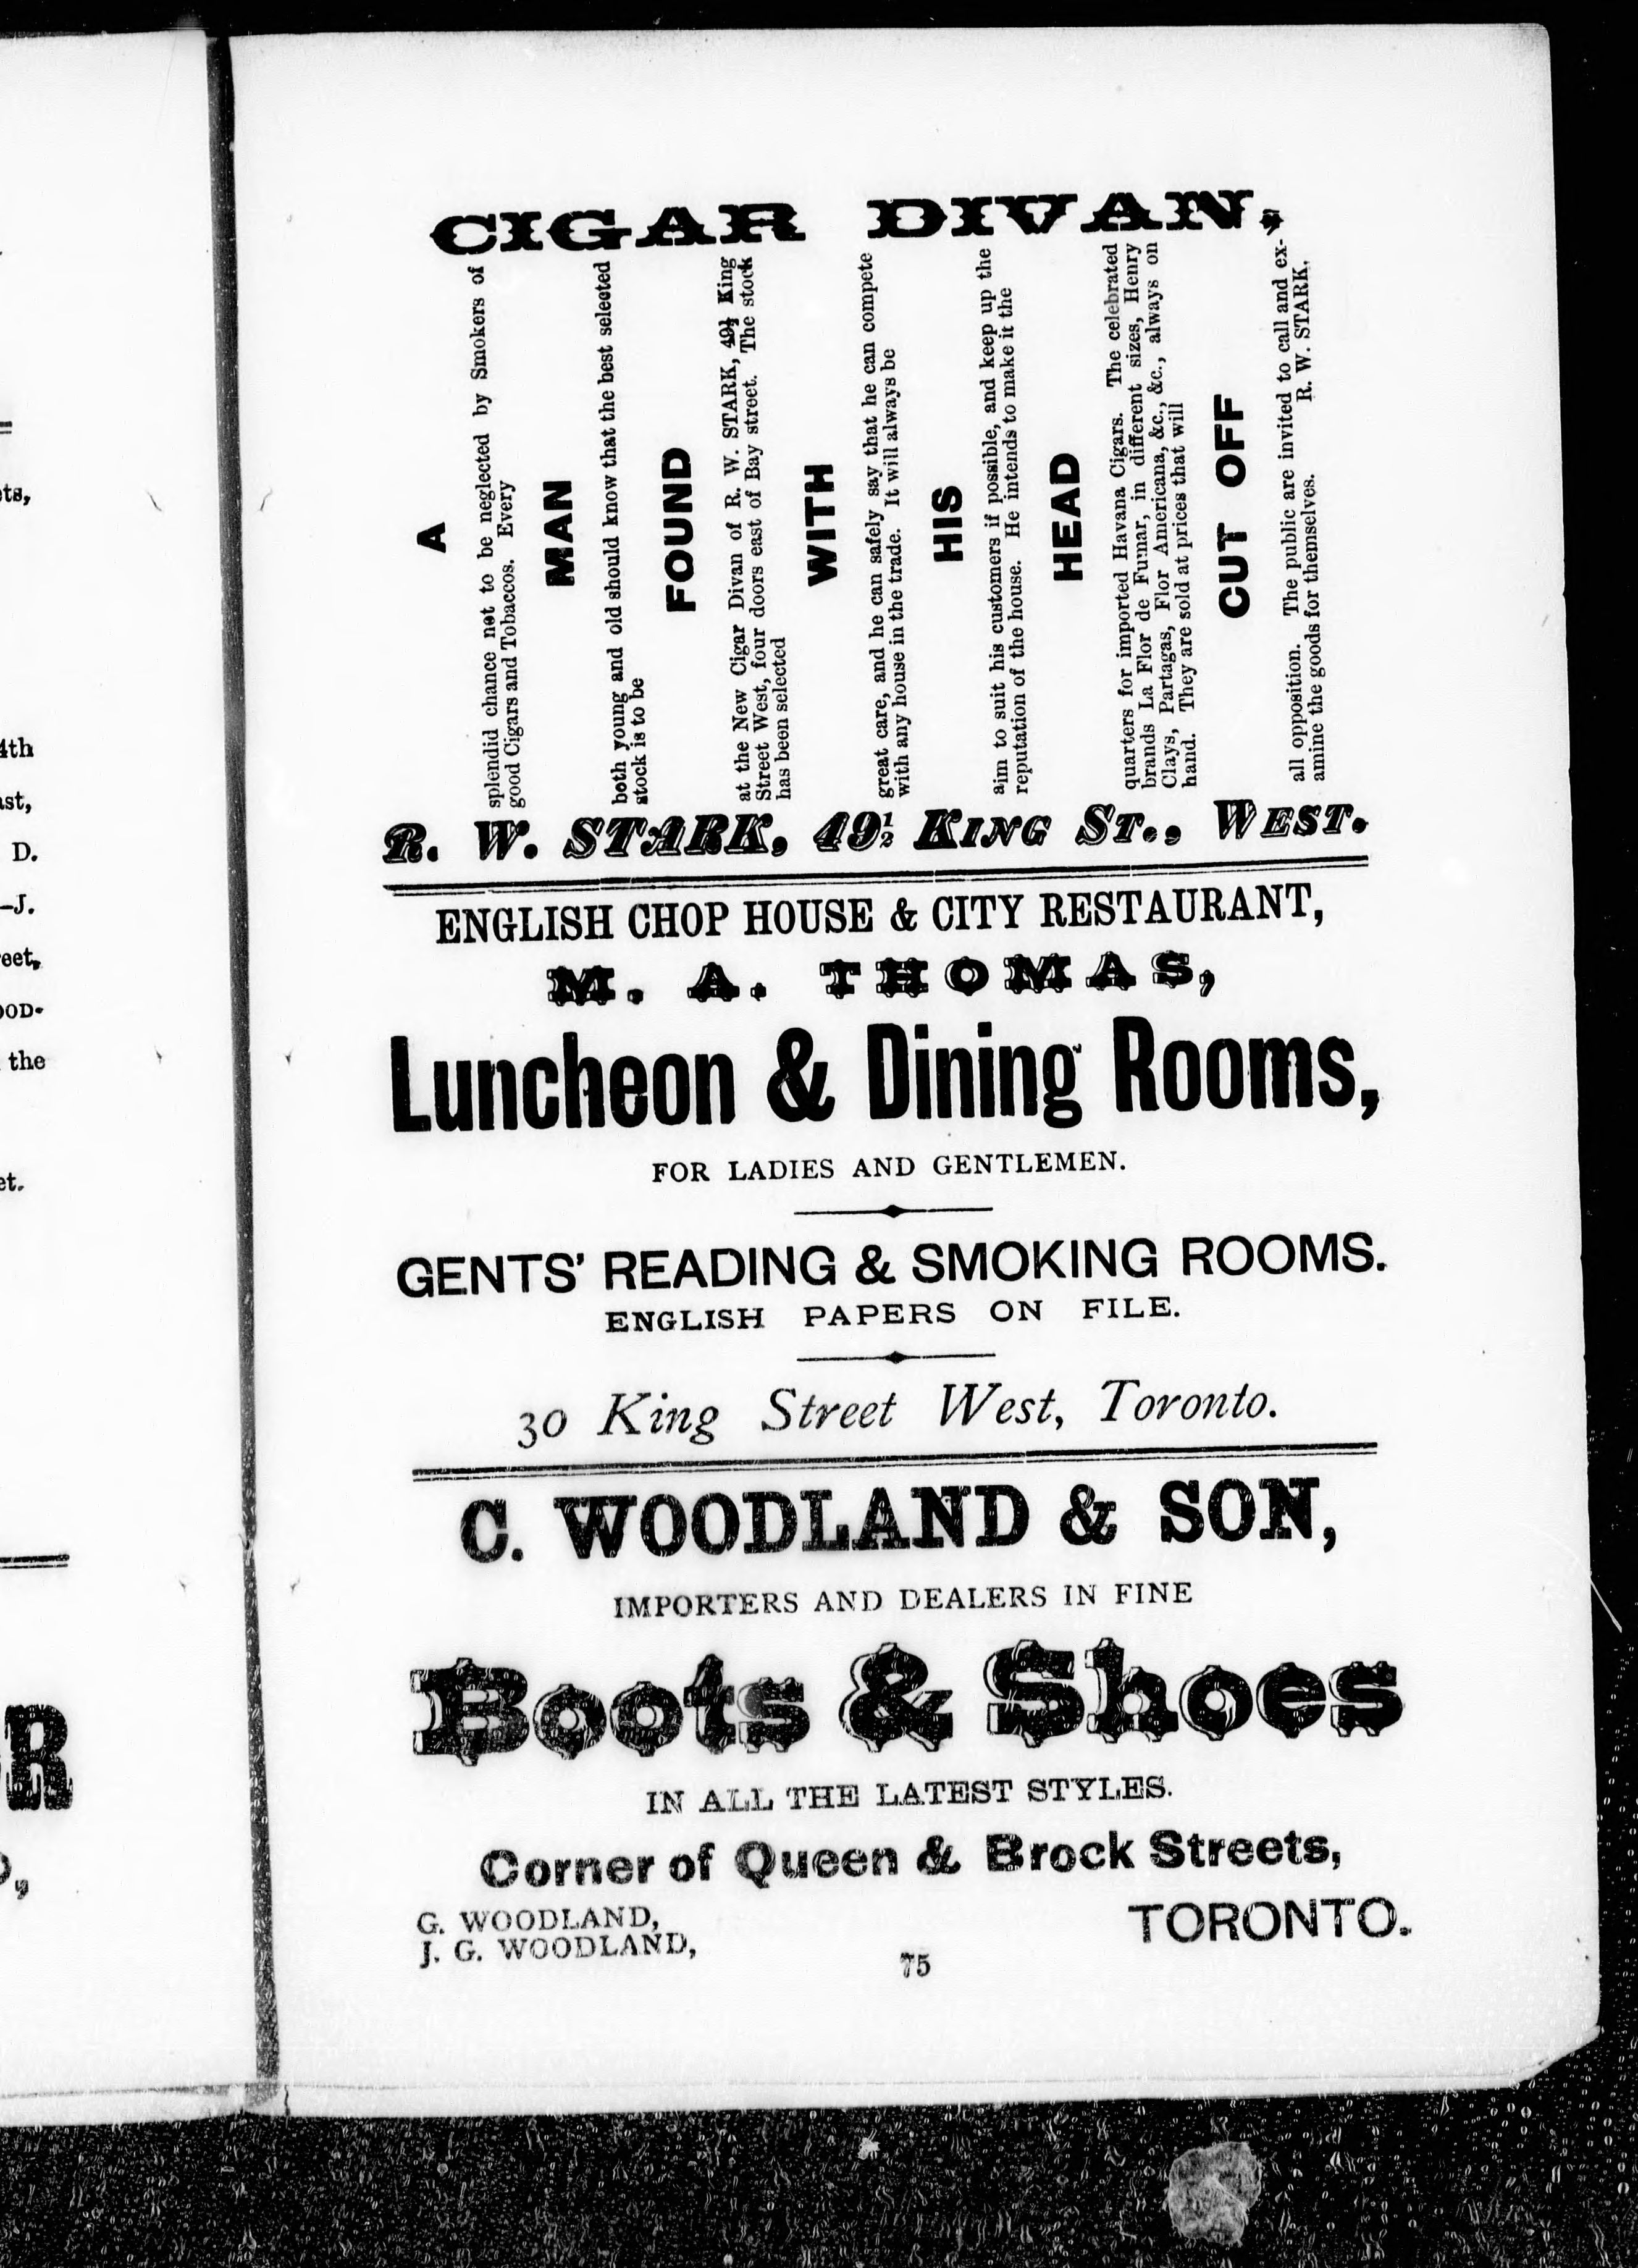 ts,
4th
ast,
D.
—J.
eet,
OOD-
the
et.
R
CIGAR DIVAN,
A
splendid chance not to be neglected by Smokers of
good Cigars and Tobaccos. Every
MAN
both young and old should know that the best selected
stock is to be
FOUND
at the New Cigar Divan of R. W. STARK, 49½ King
Street West, four doors east of Bay street. The stock
has been selected
WITH
great care, and he can safely say that he can compete
with any house in the trade. It will always be
HIS
aim to suit his customers if possible, and keep up the
reputation of the house. He intends to make it the
HEAD
quarters for imported Havana Cigars. The celebrated
brands La Flor de Fumar, in different sizes, Henry
Clays, Partagas, Flor Americana, &c., &c., always on
hand. They are sold at prices that will
CUT OFF
all opposition. The public are invited to call and ex-
amine the goods for themselves. R. W. STARK,
R. W. STARK, 49½ KING ST., WEST.
ENGLISH CHOP HOUSE & CITY RESTAURANT,
M. A. THOMAS,
Luncheon & Dining Rooms,
FOR LADIES AND GENTLEMEN.
GENTS' READING & SMOKING ROOMS.
ENGLISH PAPERS ON FILE.
30 King Street West, Toronto.
C. WOODLAND & SON,
IMPORTERS AND DEALERS IN FINE
Boots & Shoes
IN ALL THE LATEST STYLES.
Corner of Queen & Brock Streets,
G. WOODLAND,
J. G. WOODLAND,
TORONTO.
75